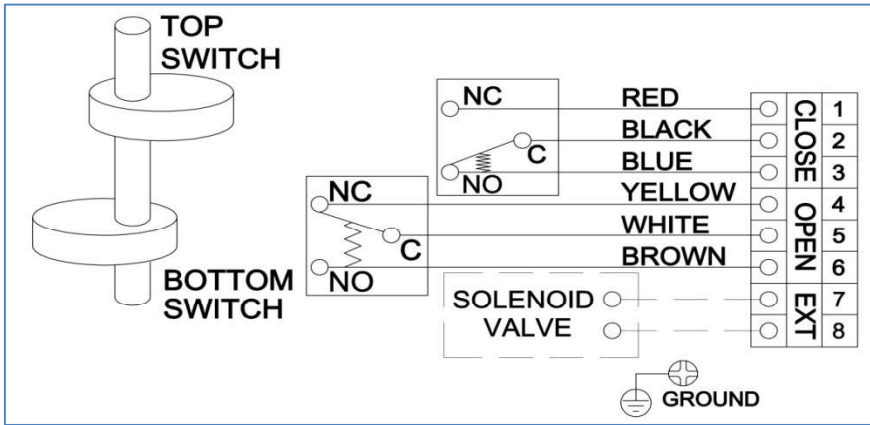 TOP
SWITCH
NC
RED
CLOSE
1
BLACK
2
C
BLUE
3
NO
NC
YELLOW
OPEN
4
WHITE
5
C
BROWN
6
NO
BOTTOM
SWITCH
SOLENOID
VALVE
EXT
7
8
GROUND